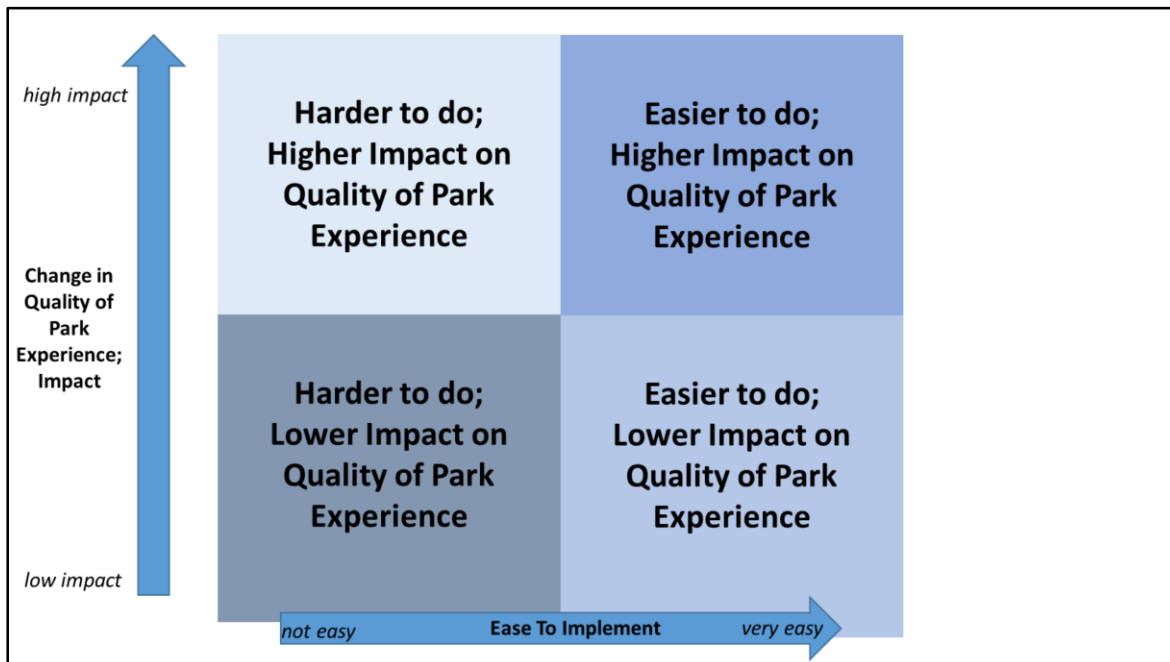 high impact
Change in
Quality of
Park
Experience;
Impact
low impact
Harder to do;
Higher Impact on
Quality of Park
Experience
Easier to do;
Higher Impact on
Quality of Park
Experience
Harder to do;
Lower Impact on
Quality of Park
Experience
Easier to do;
Lower Impact on
Quality of Park
Experience
not easy
Ease To Implement
very easy